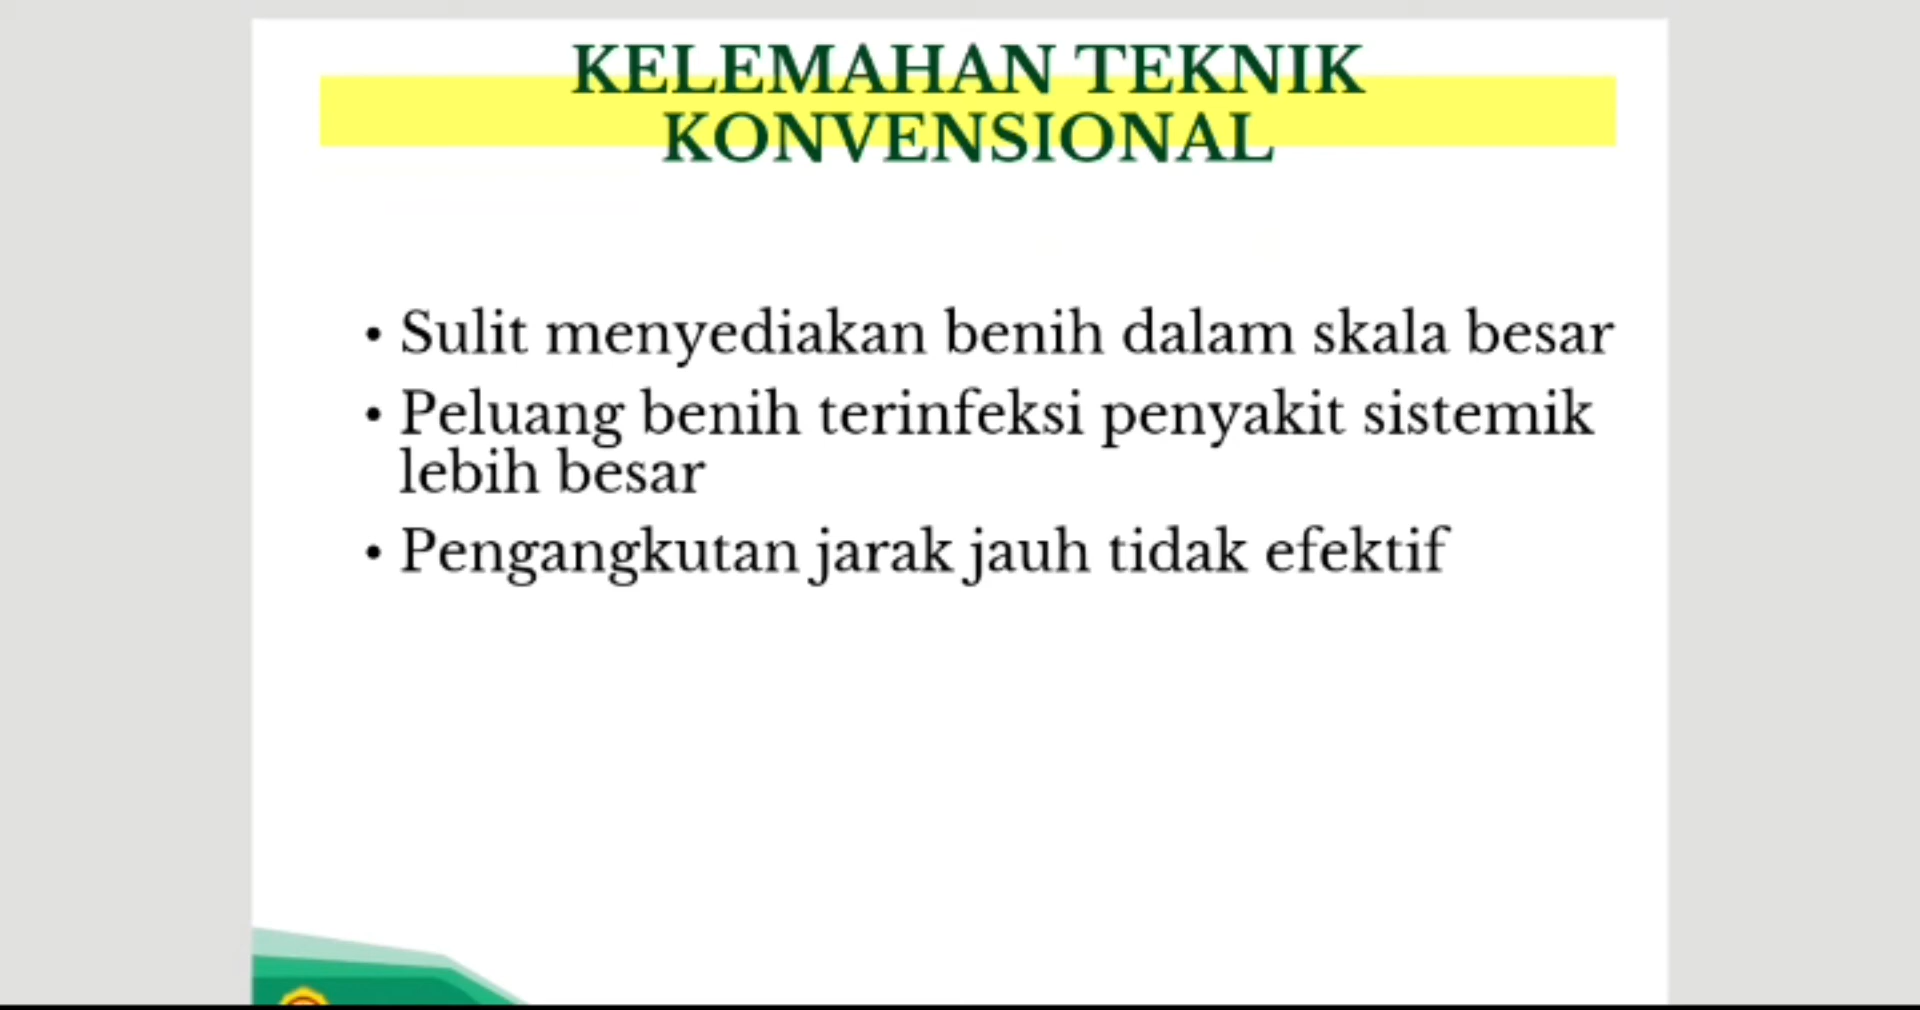 KELEMAHAN TEKNIK
KONVENSIONAL
• Sulit menyediakan benih dalam skala besar
• Peluang benih terinfeksi penyakit sistemik
lebih besar
• Pengangkutan jarak jauh tidak efektif